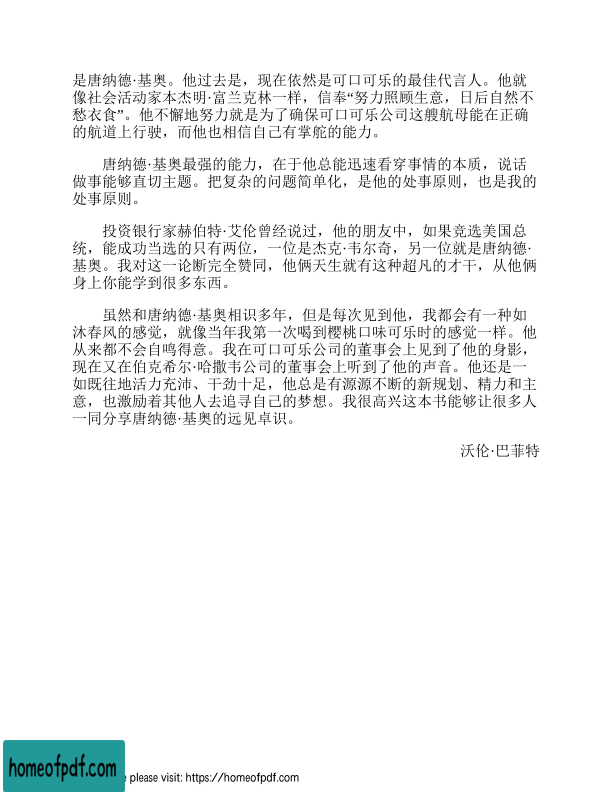 是唐纳德·基奥。他过去是，现在依然是可口可乐的最佳代言人。他就
像社会活动家本杰明·富兰克林一样，信奉“努力照顾生意，日后自然不
愁衣食”。他不懈地努力就是为了确保可口可乐公司这艘航母能在正确
的航道上行驶，而他也相信自己有掌舵的能力。
唐纳德·基奥最强的能力，在于他总能迅速看穿事情的本质，说话
做事能够直切主题。把复杂的问题简单化，是他的处事原则，也是我的
处事原则。
投资银行家赫伯特·艾伦曾经说过，他的朋友中，如果竞选美国总
统，能成功当选的只有两位，一位是杰克·韦尔奇，另一位就是唐纳德·
基奥。我对这一论断完全赞同，他俩天生就有这种超凡的才干，从他俩
身上你能学到很多东西。
虽然和唐纳德·基奥相识多年，但是每次见到他，我都会有一种如
沐春风的感觉，就像当年我第一次喝到樱桃口味可乐时的感觉一样。他
从来都不会自鸣得意。我在可口可乐公司的董事会上见到了他的身影，
现在又在伯克希尔·哈撒韦公司的董事会上听到了他的声音。他还是一
如既往地活力充沛、干劲十足，他总是有源源不断的新规划、精力和主
意，也激励着其他人去追寻自己的梦想。我很高兴这本书能够让很多人
一同分享唐纳德·基奥的远见卓识。
沃伦·巴菲特
homeofpdf.com
e please visit: https://homeofpdf.com